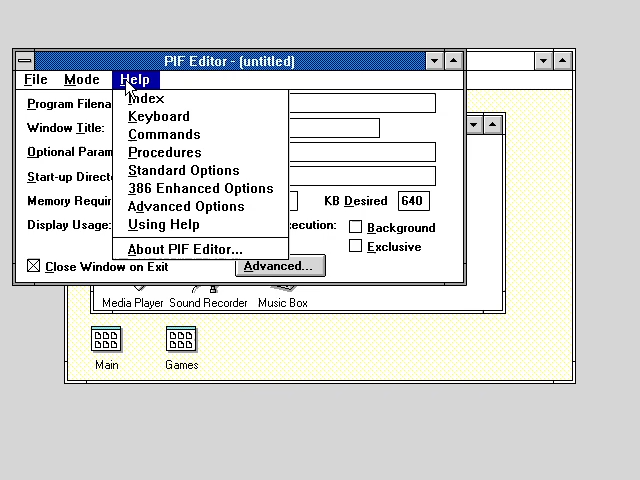 PIF Editor - (untitled)
File Mode Help
Program Filena
Index
Keyboard
Window Title:
Commands
Optional Param
Procedures
Start-up Direct
Standard Options
386 Enhanced Options
Memory Requir
KB Desired 640
Advanced Options
Display Usage:
Using Help
ecution:
Background
Exclusive
About PIF Editor...
Close Window on Exit
Advanced...
Media Player Sound Recorder Music Box
Main Games